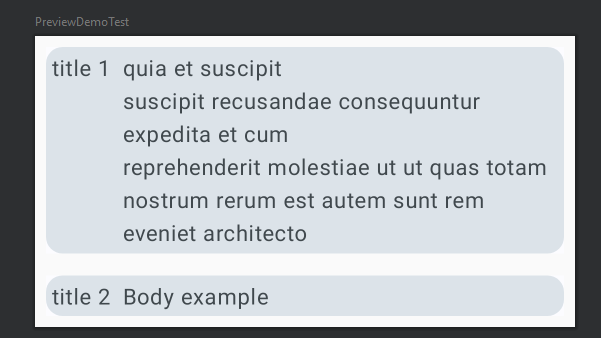 PreviewDemoTest
title 1 quia et suscipit
suscipit recusandae consequuntur
expedita et cum
reprehenderit molestiae ut ut quas totam
nostrum rerum est autem sunt rem
eveniet architecto
title 2 Body example